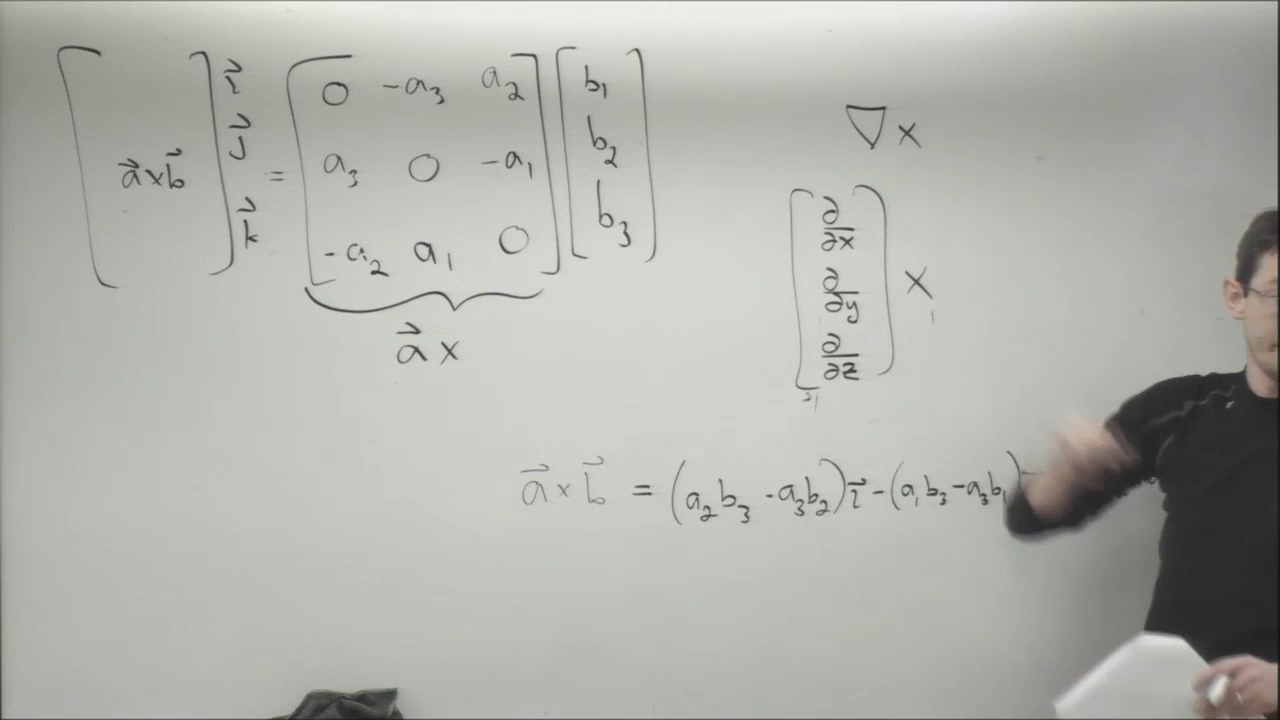 0 -a₃ a₂ b₁ i⃗
a⃗×b⃗ j⃗ = a₃ 0 -a₁ b₂
k⃗ -a₂ a₁ 0 b₃
a⃗ ×
∇ ×
∂/∂x
∂/∂y ×
∂/∂z
a⃗ × b⃗ = (a₂b₃ - a₃b₂) i⃗ - (a₁b₃ - a₃b₁)